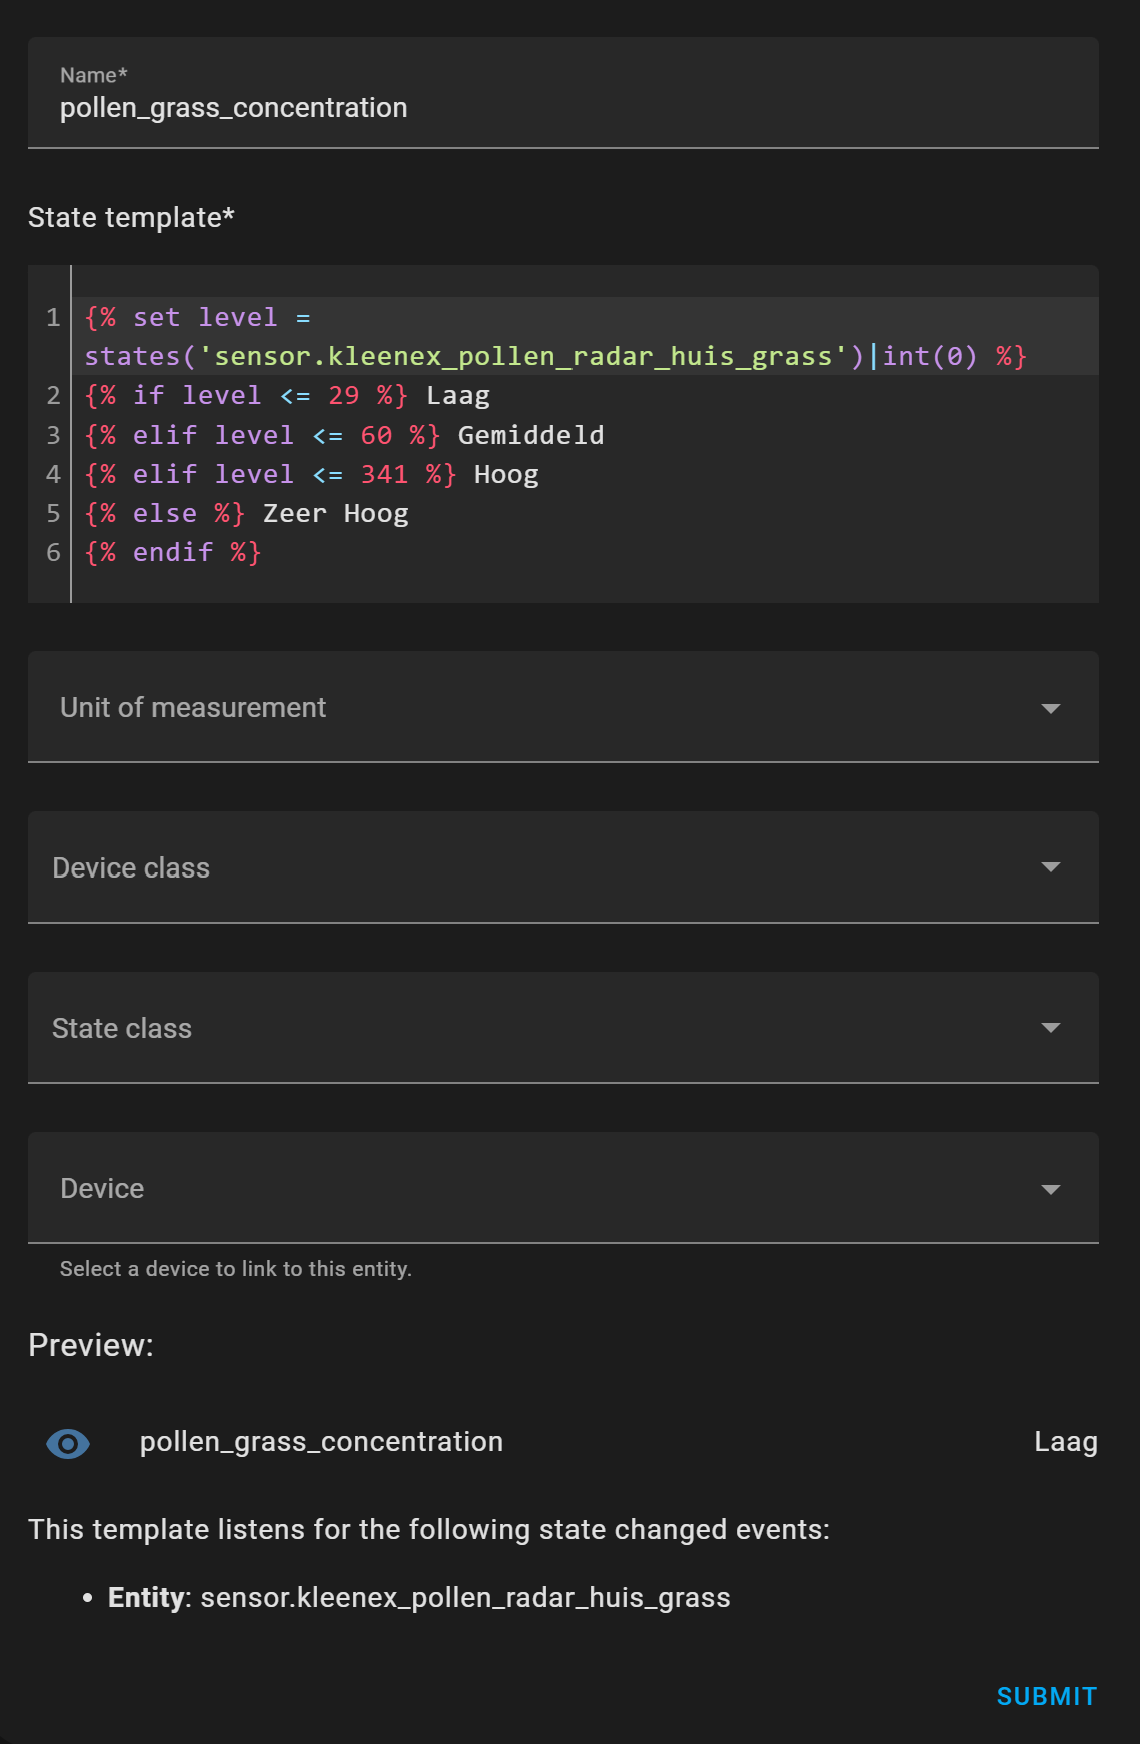 Name*
pollen_grass_concentration
State template*
1 {% set level =
states('sensor.kleenex_pollen_radar_huis_grass')|int(0) %}
2 {% if level <= 29 %} Laag
3 {% elif level <= 60 %} Gemiddeld
4 {% elif level <= 341 %} Hoog
5 {% else %} Zeer Hoog
6 {% endif %}
Unit of measurement
Device class
State class
Device
Select a device to link to this entity.
Preview:
pollen_grass_concentration Laag
This template listens for the following state changed events:
• Entity: sensor.kleenex_pollen_radar_huis_grass
SUBMIT